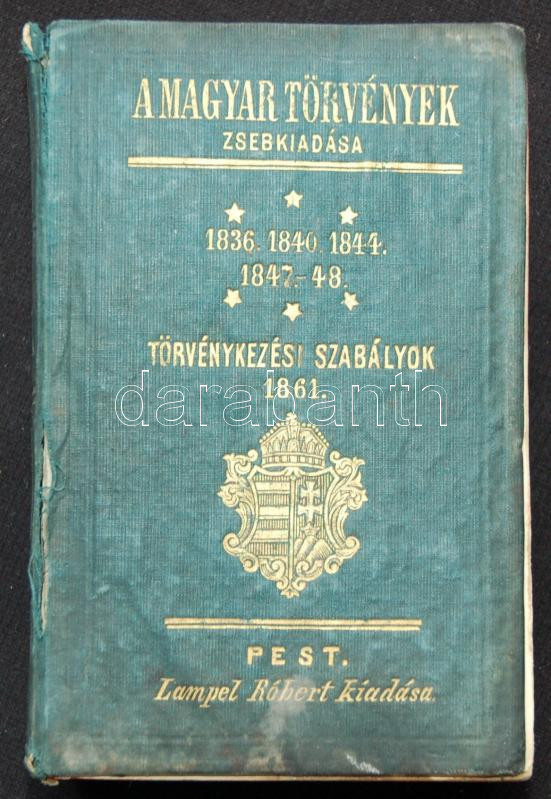 A MAGYAR TÖRVÉNYEK
ZSEBKIADÁSA
1836. 1840. 1844.
1847.-48.
TÖRVÉNYKEZÉSI SZABÁLYOK
1861.
darabanth
PEST.
Lampel Róbert kiadása.